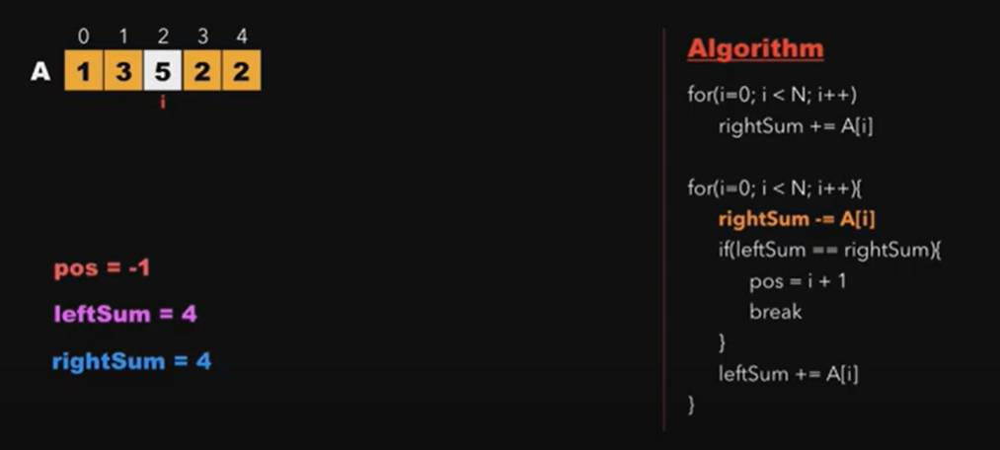 0 1 2 3 4
A 1 3 5 2 2
i
pos = -1
leftSum = 4
rightSum = 4
Algorithm
for(i=0; i < N; i++)
rightSum += A[i]
for(i=0; i < N; i++){
rightSum -= A[i]
if(leftSum == rightSum){
pos = i + 1
break
}
leftSum += A[i]
}